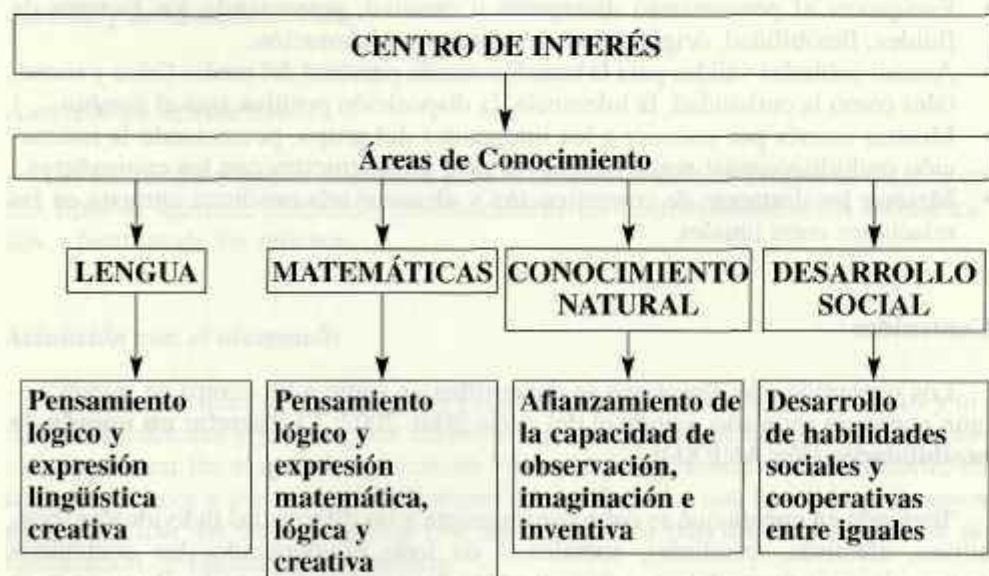 CENTRO DE INTERÉS
Áreas de Conocimiento
LENGUA
MATEMÁTICAS
CONOCIMIENTO
NATURAL
DESARROLLO
SOCIAL
Pensamiento
lógico y
expresión
lingüística
creativa
Pensamiento
lógico y
expresión
matemática,
lógica y
creativa
Afianzamiento de
la capacidad de
observación,
imaginación e
inventiva
Desarrollo
de habilidades
sociales y
cooperativas
entre iguales